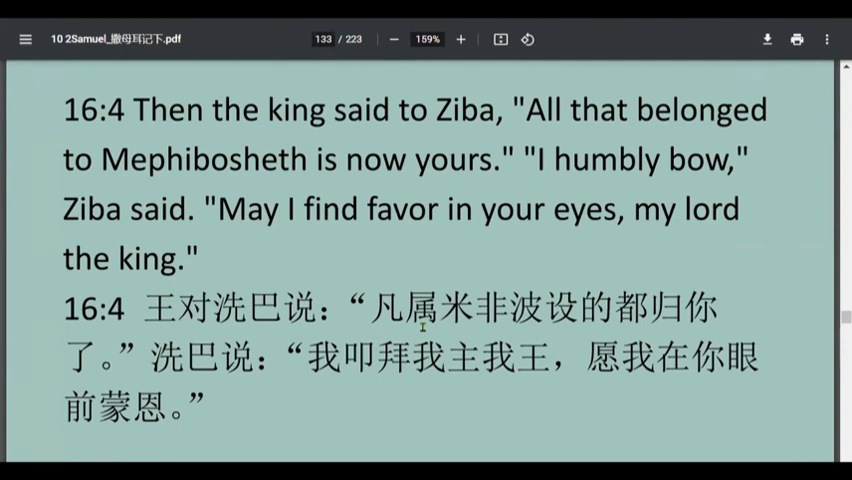 10 2Samuel_撒母耳记下.pdf
133 / 223
159%
16:4 Then the king said to Ziba, "All that belonged
to Mephibosheth is now yours." "I humbly bow,"
Ziba said. "May I find favor in your eyes, my lord
the king."
16:4 王对洗巴说：“凡属米非波设的都归你
了。”洗巴说：“我叩拜我主我王，愿我在你眼
前蒙恩。”